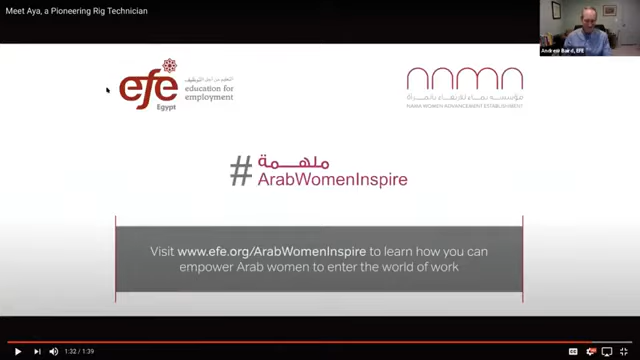 Meet Aya, a Pioneering Rig Technician
Andrew Baird, EFE
efe
Egypt
education for
employment
مؤسسة نماء للارتقاء بالمرأة
NAMA WOMEN ADVANCEMENT ESTABLISHMENT
# ملهمة
ArabWomenInspire
Visit www.efe.org/ArabWomenInspire to learn how you can
empower Arab women to enter the world of work
1:32 / 1:39